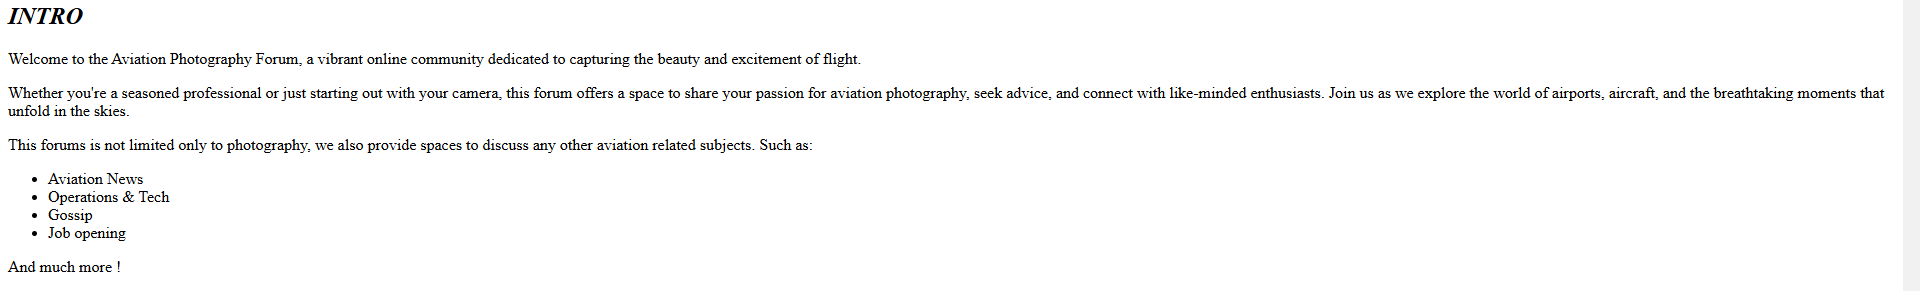 INTRO
Welcome to the Aviation Photography Forum, a vibrant online community dedicated to capturing the beauty and excitement of flight.
Whether you're a seasoned professional or just starting out with your camera, this forum offers a space to share your passion for aviation photography, seek advice, and connect with like-minded enthusiasts. Join us as we explore the world of airports, aircraft, and the breathtaking moments that
unfold in the skies.
This forums is not limited only to photography, we also provide spaces to discuss any other aviation related subjects. Such as:
• Aviation News
• Operations & Tech
• Gossip
• Job opening
And much more !